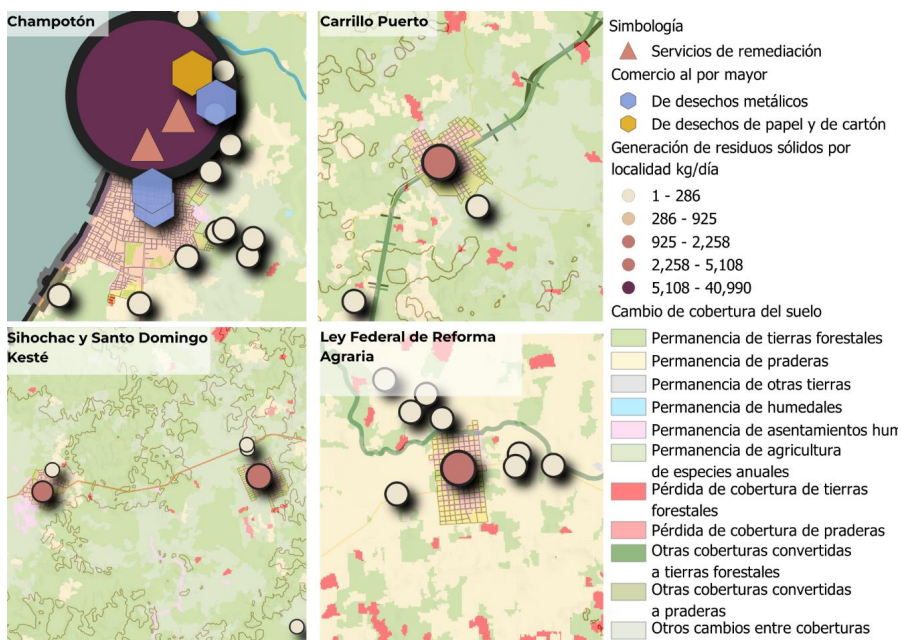 Champotón
Carrillo Puerto
Sihochac y Santo Domingo
Kesté
Ley Federal de Reforma
Agraria
Simbología
Servicios de remediación
Comercio al por mayor
De desechos metálicos
De desechos de papel y de cartón
Generación de residuos sólidos por
localidad kg/día
1 - 286
286 - 925
925 - 2,258
2,258 - 5,108
5,108 - 40,990
Cambio de cobertura del suelo
Permanencia de tierras forestales
Permanencia de praderas
Permanencia de otras tierras
Permanencia de humedales
Permanencia de asentamientos hum
Permanencia de agricultura
de especies anuales
Pérdida de cobertura de tierras
forestales
Pérdida de cobertura de praderas
Otras coberturas convertidas
a tierras forestales
Otras coberturas convertidas
a praderas
Otros cambios entre coberturas